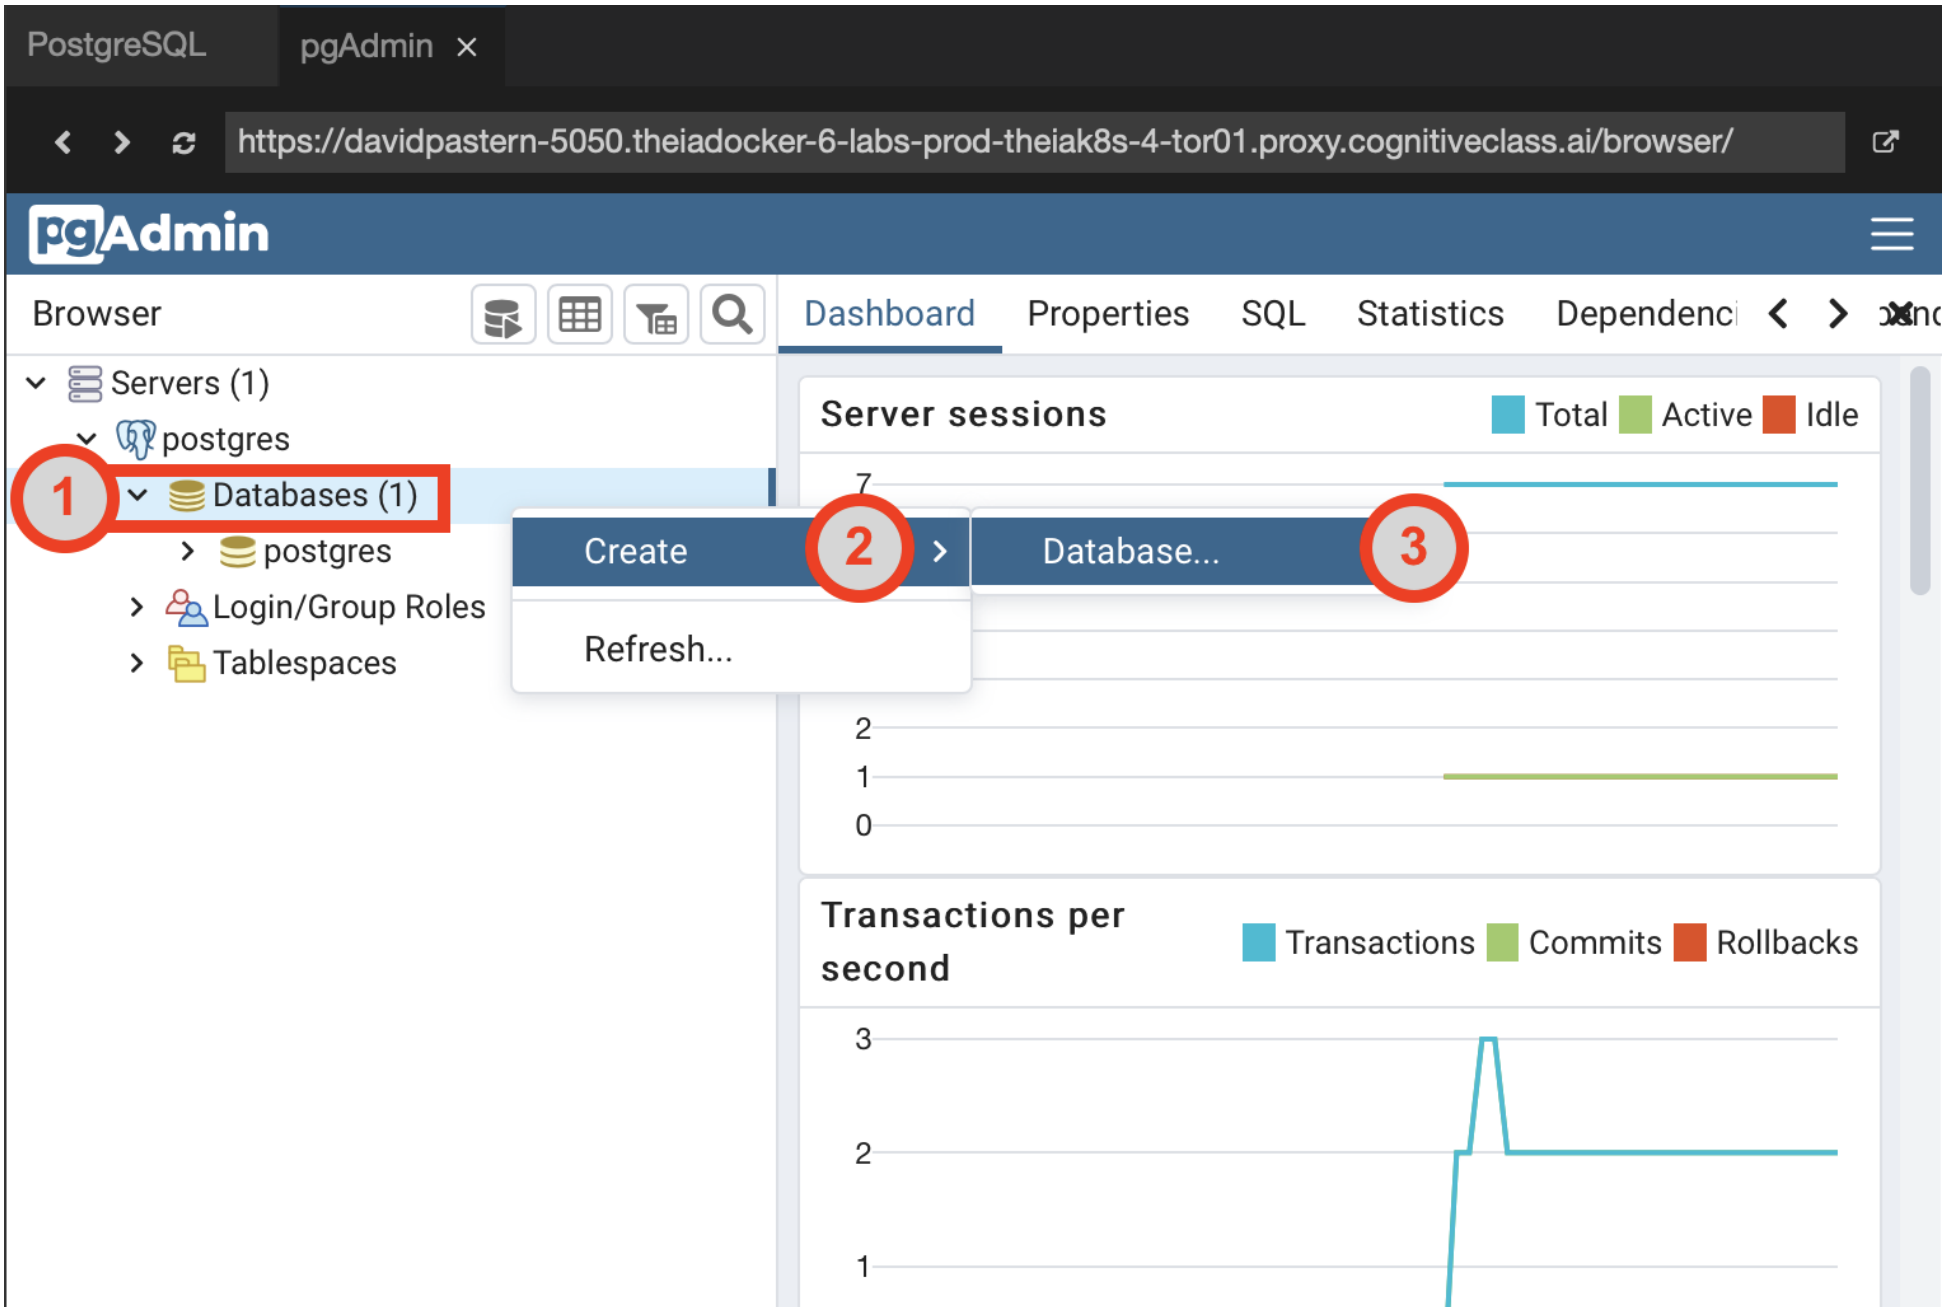 PostgreSQL
pgAdmin
https://davidpastern-5050.theiadocker-6-labs-prod-theiak8s-4-tor01.proxy.cognitiveclass.ai/browser/
pgAdmin
Browser
Dashboard Properties SQL Statistics Dependenci
Servers (1)
postgres
1
Databases (1)
postgres
Login/Group Roles
Tablespaces
Create
2
Database...
3
Refresh...
Server sessions
Total Active Idle
7
2
1
0
Transactions per
second
Transactions Commits Rollbacks
3
2
1